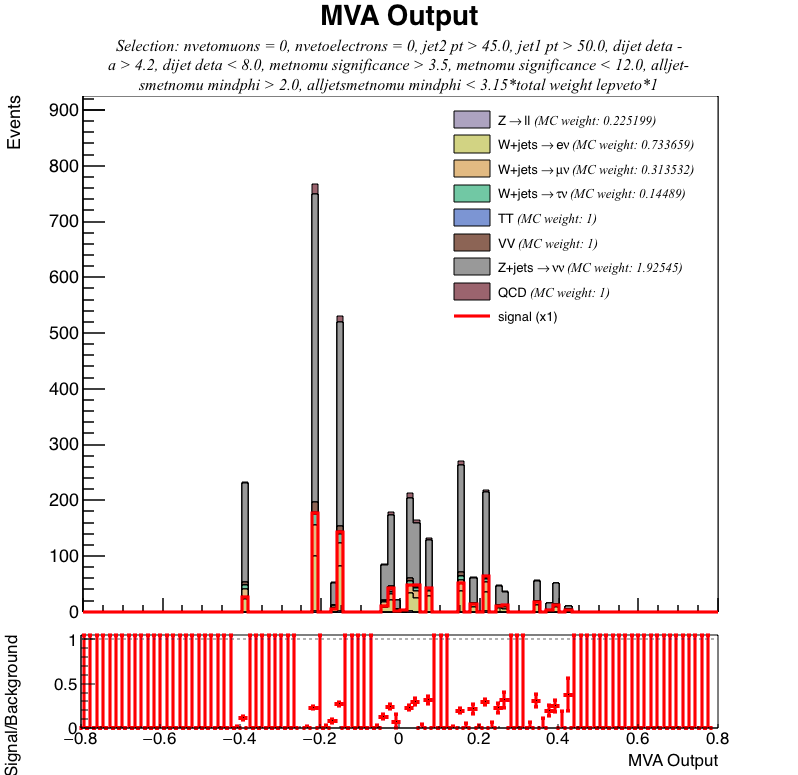 MVA Output
Selection: nvetomuons = 0, nvetoelectrons = 0, jet2 pt > 45.0, jet1 pt > 50.0, dijet deta -
a > 4.2, dijet deta < 8.0, metnomu significance > 3.5, metnomu significance < 12.0, alljet-
smetnomu mindphi > 2.0, alljetsmetnomu mindphi < 3.15*total weight lepveto*1
Events
900
800
700
600
500
400
300
200
100
0
Z→ll (MC weight: 0.225199)
W+jets→eν (MC weight: 0.733659)
W+jets→μν (MC weight: 0.313532)
W+jets→τν (MC weight: 0.14489)
TT (MC weight: 1)
VV (MC weight: 1)
Z+jets→νν (MC weight: 1.92545)
QCD (MC weight: 1)
signal (x1)
Signal/Background
1
0.5
0
−0.8 −0.6 −0.4 −0.2 0 0.2 0.4 0.6 0.8
MVA Output